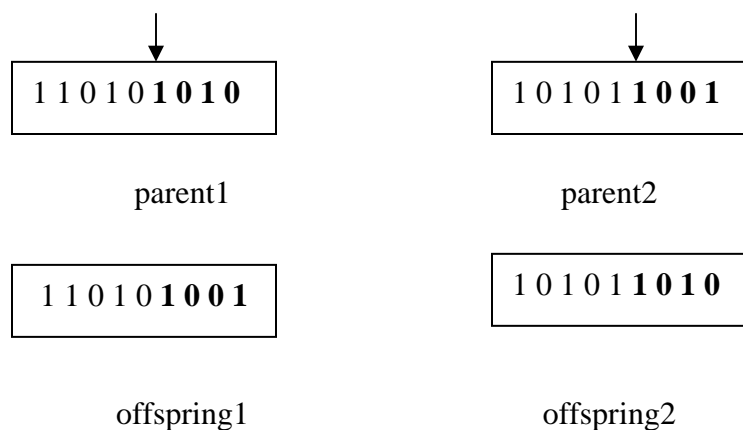 1 1 0 1 0 1 0 1 0
1 0 1 0 1 1 0 0 1
parent1
parent2
1 1 0 1 0 1 0 0 1
1 0 1 0 1 1 0 1 0
offspring1
offspring2